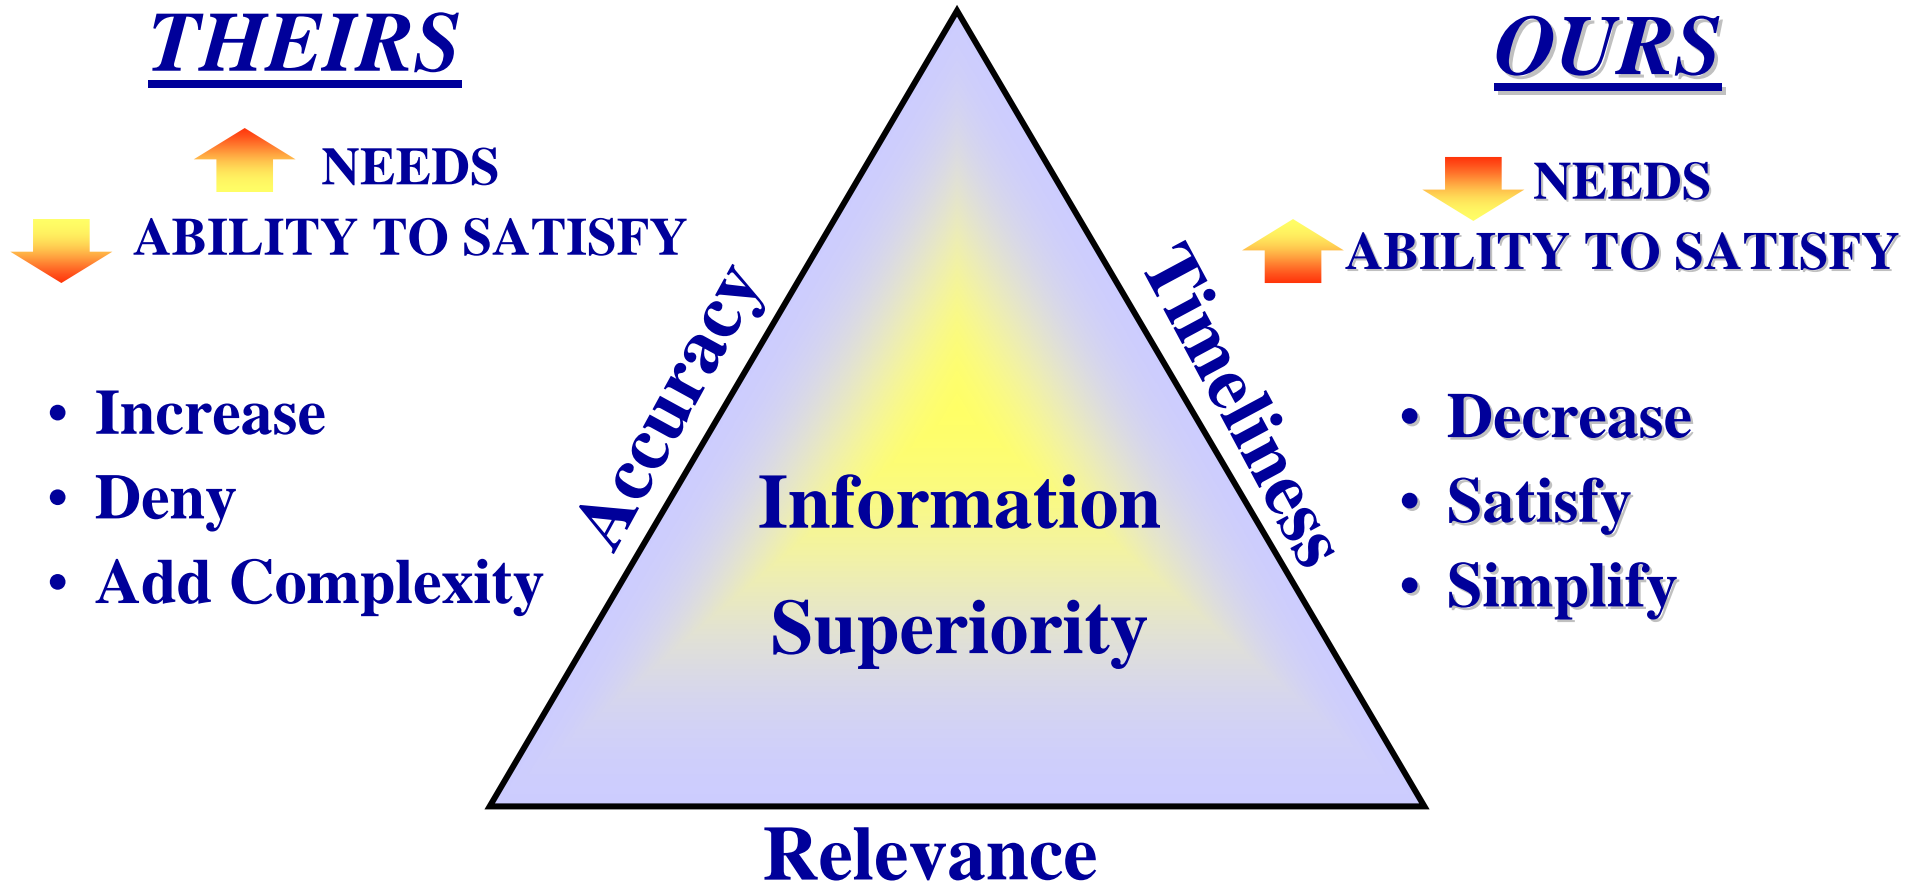 THEIRS
NEEDS
ABILITY TO SATISFY
• Increase
• Deny
• Add Complexity
Accuracy
Information
Superiority
Timeliness
Relevance
OURS
NEEDS
ABILITY TO SATISFY
• Decrease
• Satisfy
• Simplify